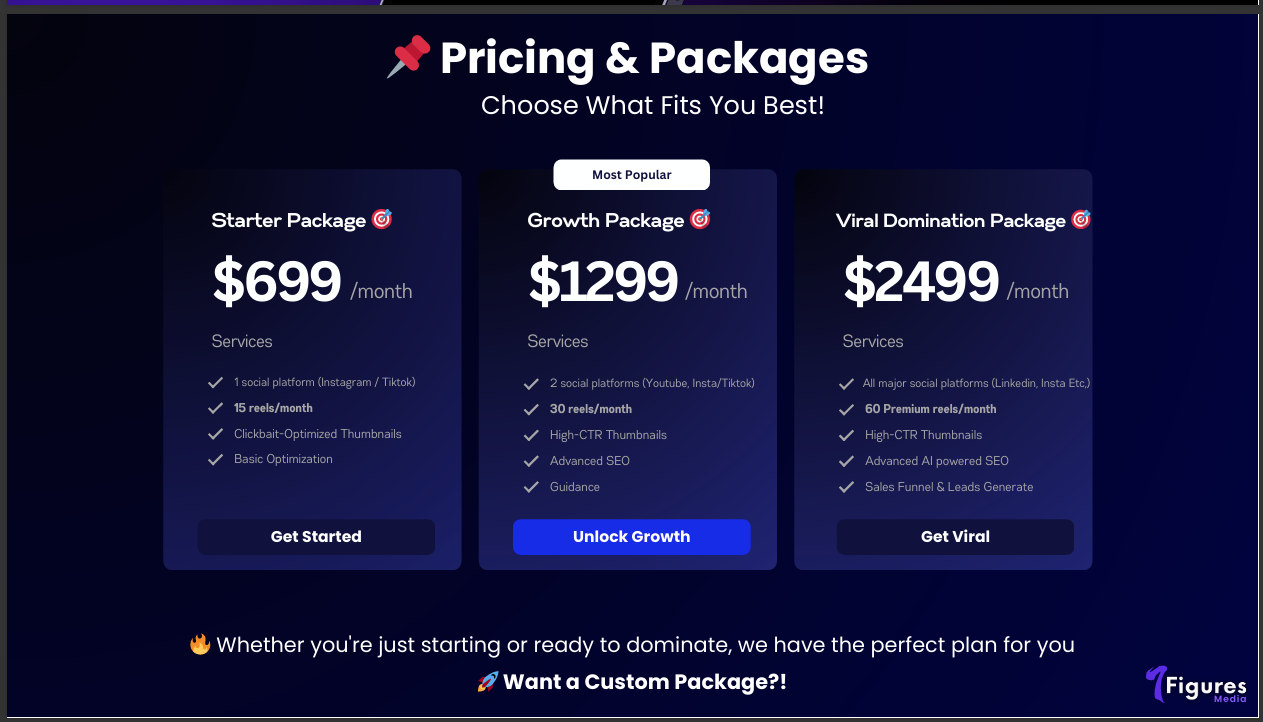 Pricing & Packages
Choose What Fits You Best!
Most Popular
Starter Package
$699 /month
Services
1 social platform (Instagram / Tiktok)
15 reels/month
Clickbait-Optimized Thumbnails
Basic Optimization
Get Started
Growth Package
$1299 /month
Services
2 social platforms (Youtube, Insta/Tiktok)
30 reels/month
High-CTR Thumbnails
Advanced SEO
Guidance
Unlock Growth
Viral Domination Package
$2499 /month
Services
All major social platforms (Linkedin, Insta Etc,)
60 Premium reels/month
High-CTR Thumbnails
Advanced AI powered SEO
Sales Funnel & Leads Generate
Get Viral
Whether you're just starting or ready to dominate, we have the perfect plan for you
Want a Custom Package?!
7Figures
Media